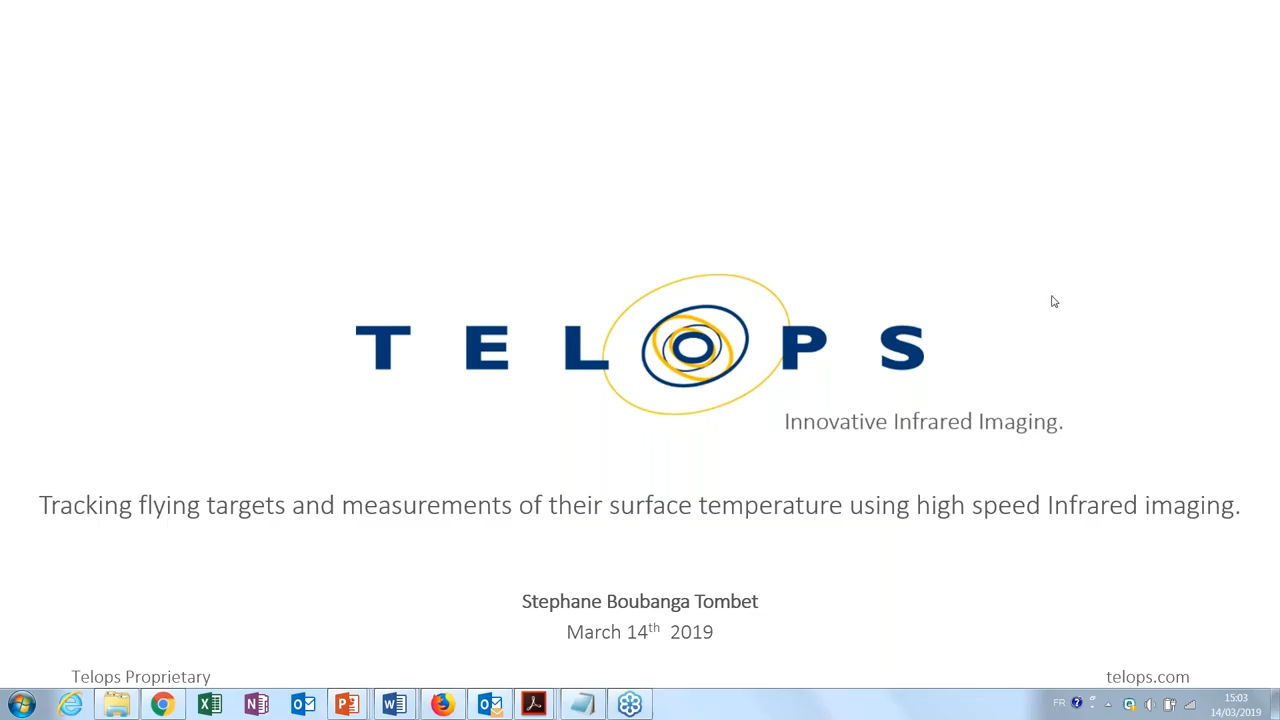 TELOPS
Innovative Infrared Imaging.
Tracking flying targets and measurements of their surface temperature using high speed Infrared imaging.
Stephane Boubanga Tombet
March 14th 2019
Telops Proprietary
telops.com
FR
15:03
14/03/2019